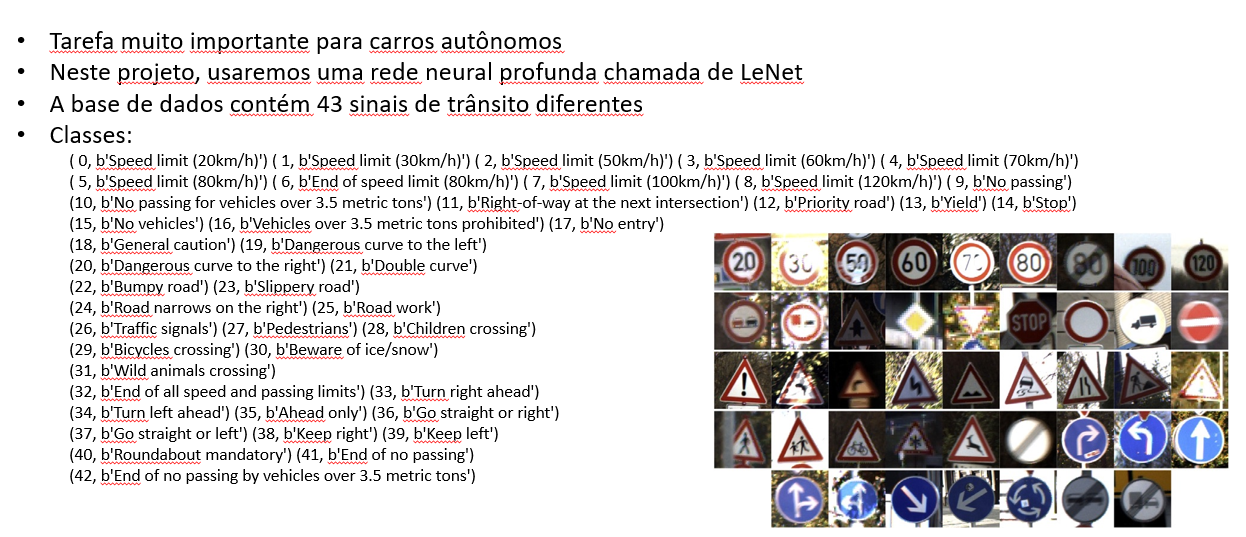 • Tarefa muito importante para carros autônomos
• Neste projeto, usaremos uma rede neural profunda chamada de LeNet
• A base de dados contém 43 sinais de trânsito diferentes
• Classes:
( 0, b'Speed limit (20km/h)') ( 1, b'Speed limit (30km/h)') ( 2, b'Speed limit (50km/h)') ( 3, b'Speed limit (60km/h)') ( 4, b'Speed limit (70km/h)')
( 5, b'Speed limit (80km/h)') ( 6, b'End of speed limit (80km/h)') ( 7, b'Speed limit (100km/h)') ( 8, b'Speed limit (120km/h)') ( 9, b'No passing')
(10, b'No passing for vehicles over 3.5 metric tons') (11, b'Right-of-way at the next intersection') (12, b'Priority road') (13, b'Yield') (14, b'Stop')
(15, b'No vehicles') (16, b'Vehicles over 3.5 metric tons prohibited') (17, b'No entry')
(18, b'General caution') (19, b'Dangerous curve to the left')
(20, b'Dangerous curve to the right') (21, b'Double curve')
(22, b'Bumpy road') (23, b'Slippery road')
(24, b'Road narrows on the right') (25, b'Road work')
(26, b'Traffic signals') (27, b'Pedestrians') (28, b'Children crossing')
(29, b'Bicycles crossing') (30, b'Beware of ice/snow')
(31, b'Wild animals crossing')
(32, b'End of all speed and passing limits') (33, b'Turn right ahead')
(34, b'Turn left ahead') (35, b'Ahead only') (36, b'Go straight or right')
(37, b'Go straight or left') (38, b'Keep right') (39, b'Keep left')
(40, b'Roundabout mandatory') (41, b'End of no passing')
(42, b'End of no passing by vehicles over 3.5 metric tons')
20 30 50 60 70 80 80 100 120
STOP